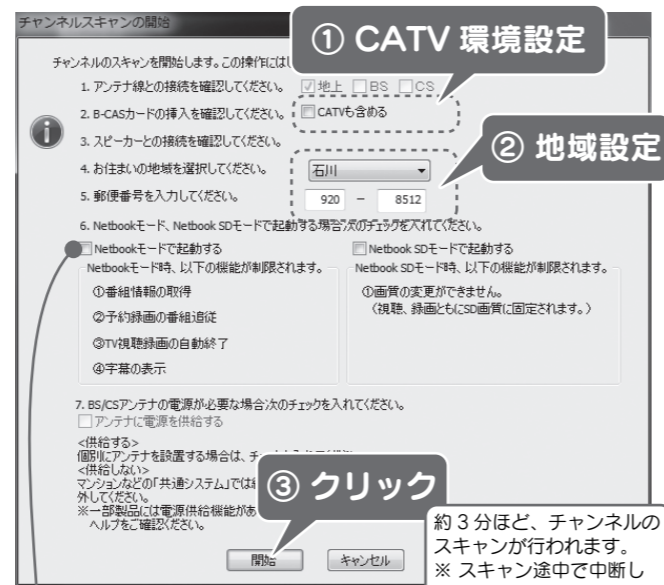 チャンネルスキャンの開始
① CATV 環境設定
チャンネルのスキャンを開始します。この操作には
1. アンテナ線との接続を確認してください。 地上 BS CS
2. B-CASカードの挿入を確認してください。 CATVも含める
3. スピーカーとの接続を確認してください。
② 地域設定
4. お住まいの地域を選択してください。 石川
5. 郵便番号を入力してください。 920 － 8512
6. Netbookモード、Netbook SDモードで起動する場合次のチェックを入れてください。
Netbookモードで起動する Netbook SDモードで起動する
Netbookモード時、以下の機能が制限されます。 Netbook SDモード時、以下の機能が制限されます。
①番組情報の取得 ①画質の変更ができません。
（視聴、録画ともにSD画質に固定されます。）
②予約録画の番組追従
③TV視聴録画の自動終了
④字幕の表示
7. BS/CSアンテナの電源が必要な場合次のチェックを入れてください。
アンテナに電源を供給する
<供給する>
個別にアンテナを設置する場合は、
<供給しない>
マンションなどの「共通システム」では
外してください。
※一部製品には電源供給機能があ
ヘルプをご確認ください。
③ クリック
開始 キャンセル
約 3 分ほど、チャンネルの
スキャンが行われます。
※ スキャン途中で中断し